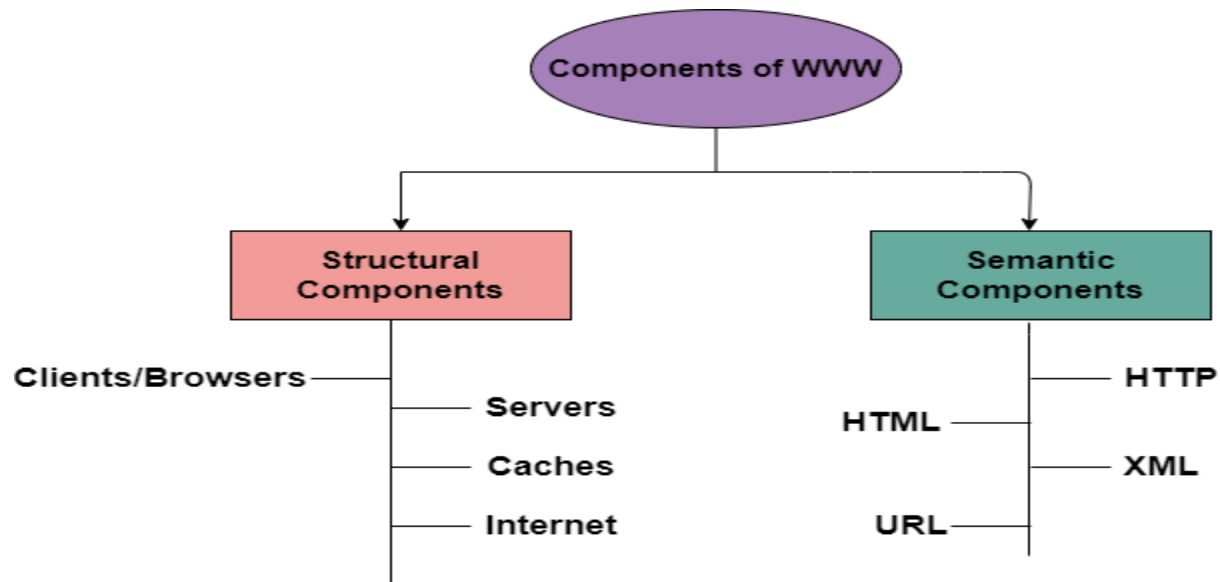 Components of WWW
Structural
Components
Semantic
Components
Clients/Browsers
Servers
Caches
Internet
HTTP
HTML
XML
URL